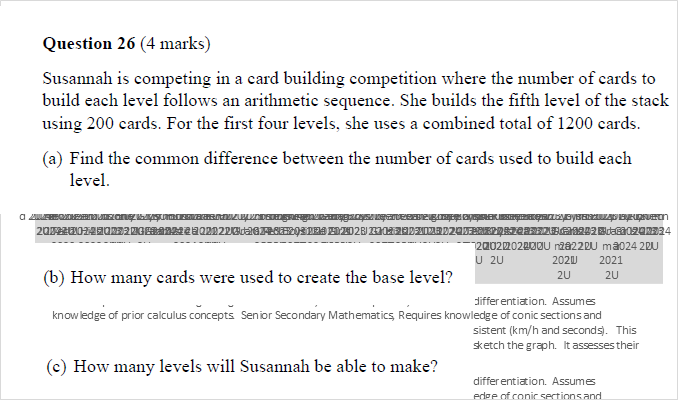 Question 26 (4 marks)
Susannah is competing in a card building competition where the number of cards to
build each level follows an arithmetic sequence. She builds the fifth level of the stack
using 200 cards. For the first four levels, she uses a combined total of 1200 cards.
(a) Find the common difference between the number of cards used to build each
level.
2021 2021
2U 2U
(b) How many cards were used to create the base level?
differentiation. Assumes
knowledge of prior calculus concepts. Senior Secondary Mathematics, Requires knowledge of conic sections and
sistent (km/h and seconds). This
sketch the graph. It assesses their
(c) How many levels will Susannah be able to make?
differentiation. Assumes
edge of conic sections and